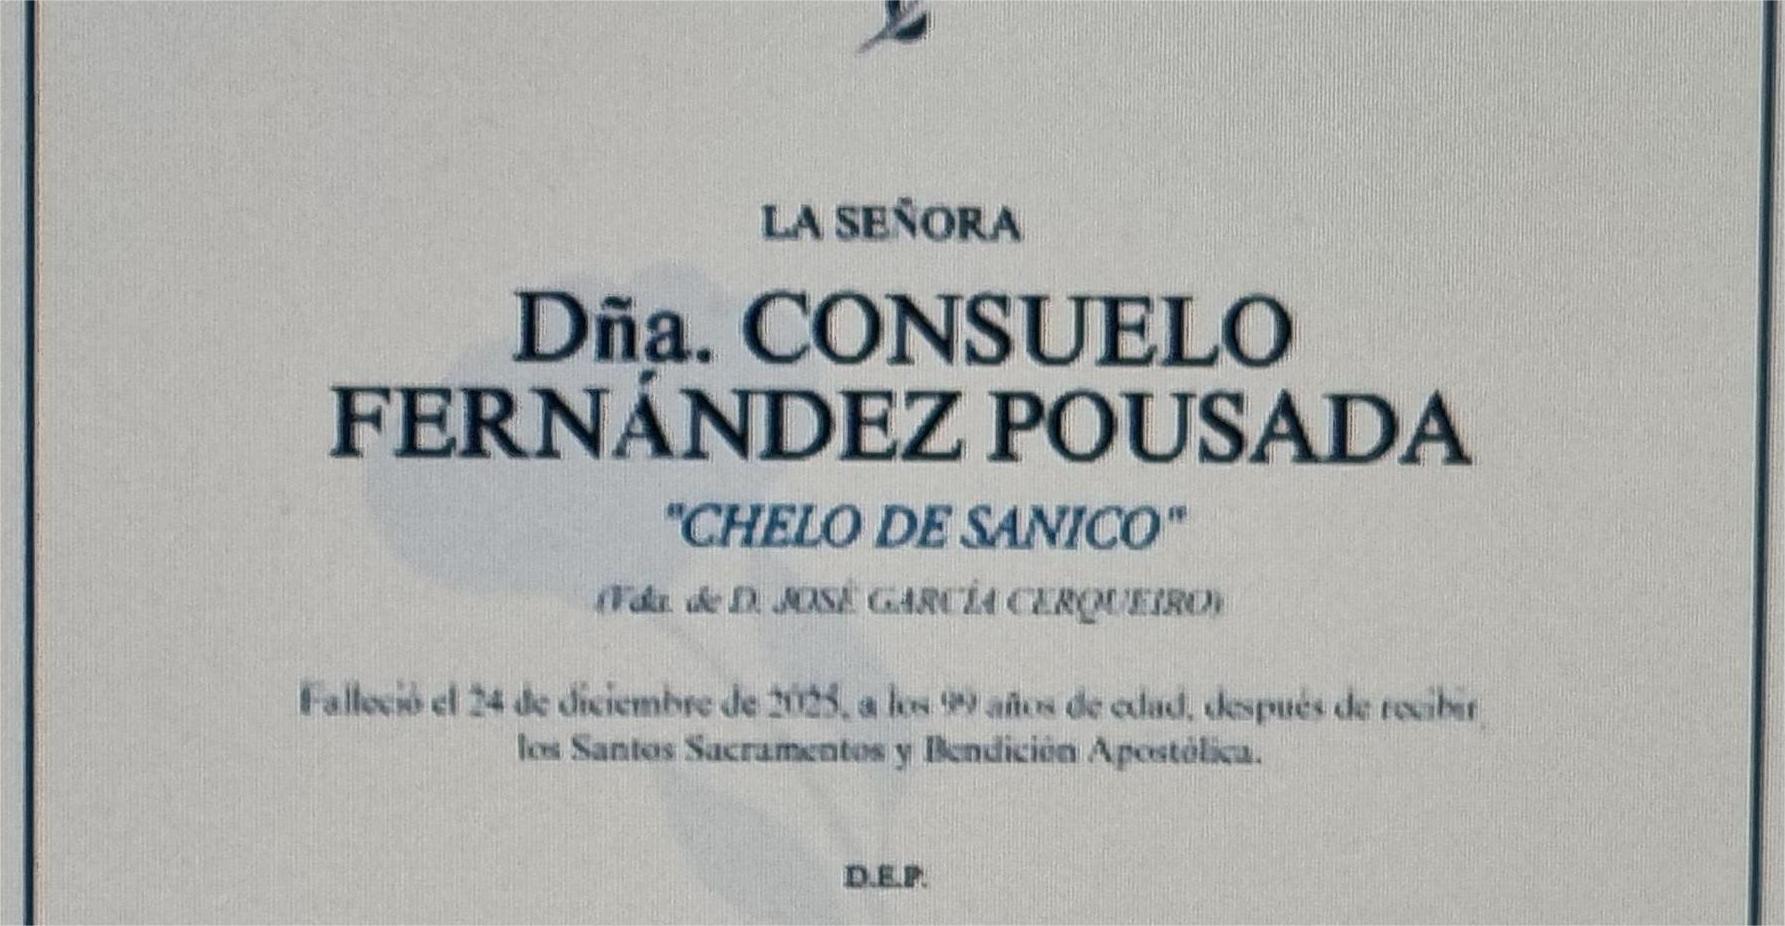 LA SEÑORA
Dña. CONSUELO
FERNÁNDEZ POUSADA
"CHELO DE SANICO"
(Vda. de D. JOSÉ GARCÍA CERQUEIRO)
Falleció el 24 de diciembre de 2025, a los 99 años de edad, después de recibir
los Santos Sacramentos y Bendición Apostólica.
D.E.P.